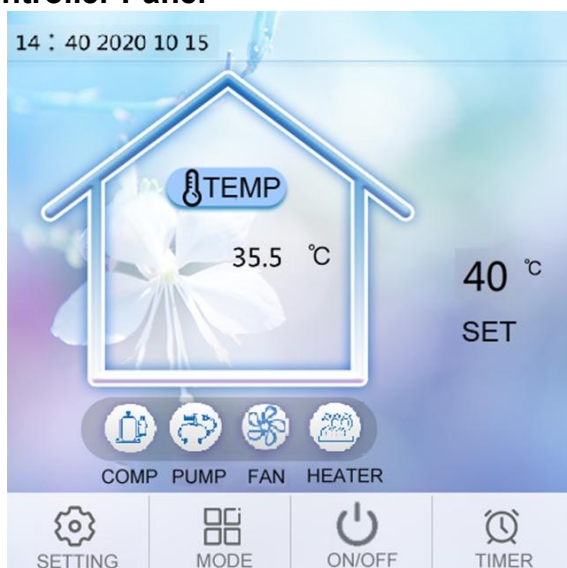 14：40 2020 10 15
TEMP
35.5 ℃
40 ℃
SET
COMP PUMP FAN HEATER
SETTING MODE ON/OFF TIMER